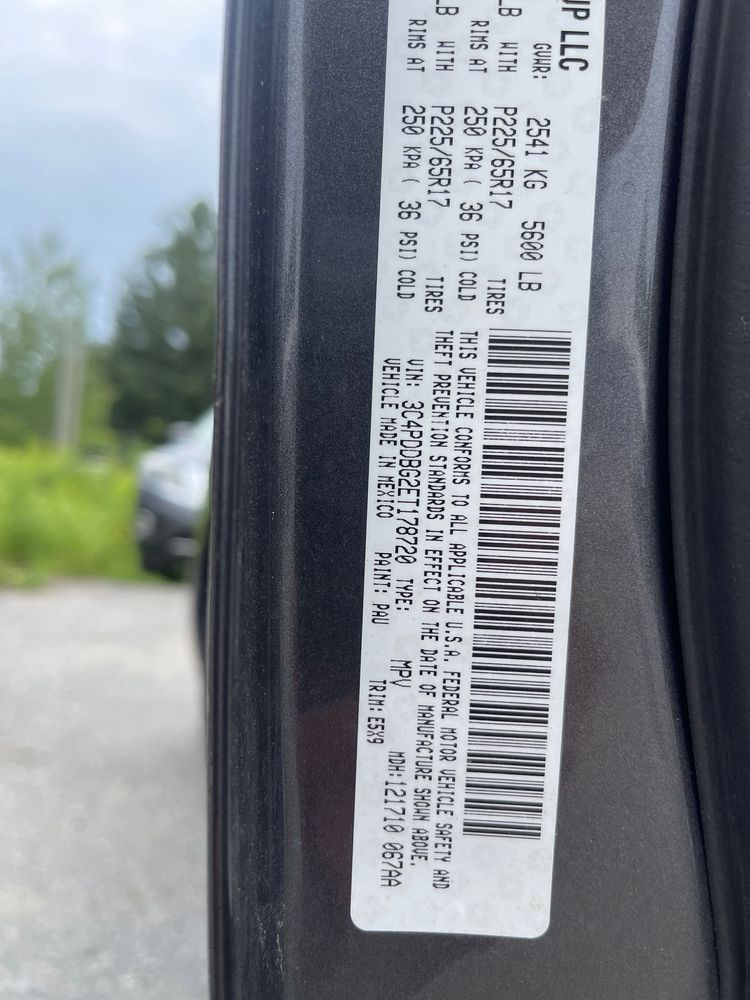 UP LLC
GVWR: 2541 KG 5600 LB
LB WITH P225/65R17 TIRES
RIMS AT 250 KPA ( 36 PSI) COLD
LB WITH P225/65R17 TIRES
RIMS AT 250 KPA ( 36 PSI) COLD
THIS VEHICLE CONFORMS TO ALL APPLICABLE U.S.A. FEDERAL MOTOR VEHICLE SAFETY AND
THEFT PREVENTION STANDARDS IN EFFECT ON THE DATE OF MANUFACTURE SHOWN ABOVE.
VIN: 3C4PDDBG2ET178720 TYPE: MPV MDH:121710 067AA
VEHICLE MADE IN MEXICO PAINT: PAU TRIM: E5X9